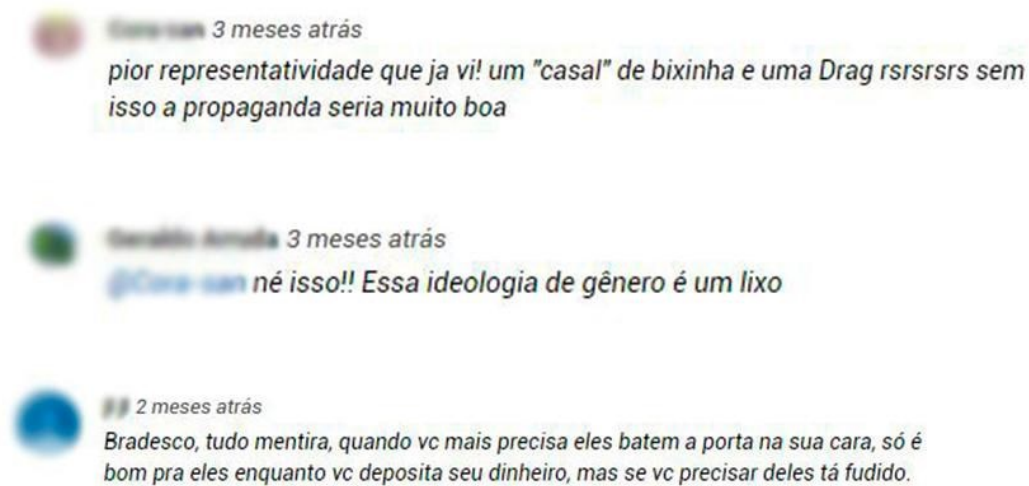 3 meses atrás
pior representatividade que ja vi! um "casal" de bixinha e uma Drag rsrsrsrs sem
isso a propaganda seria muito boa
3 meses atrás
né isso!! Essa ideologia de gênero é um lixo
2 meses atrás
Bradesco, tudo mentira, quando vc mais precisa eles batem a porta na sua cara, só é
bom pra eles enquanto vc deposita seu dinheiro, mas se vc precisar deles tá fudido.